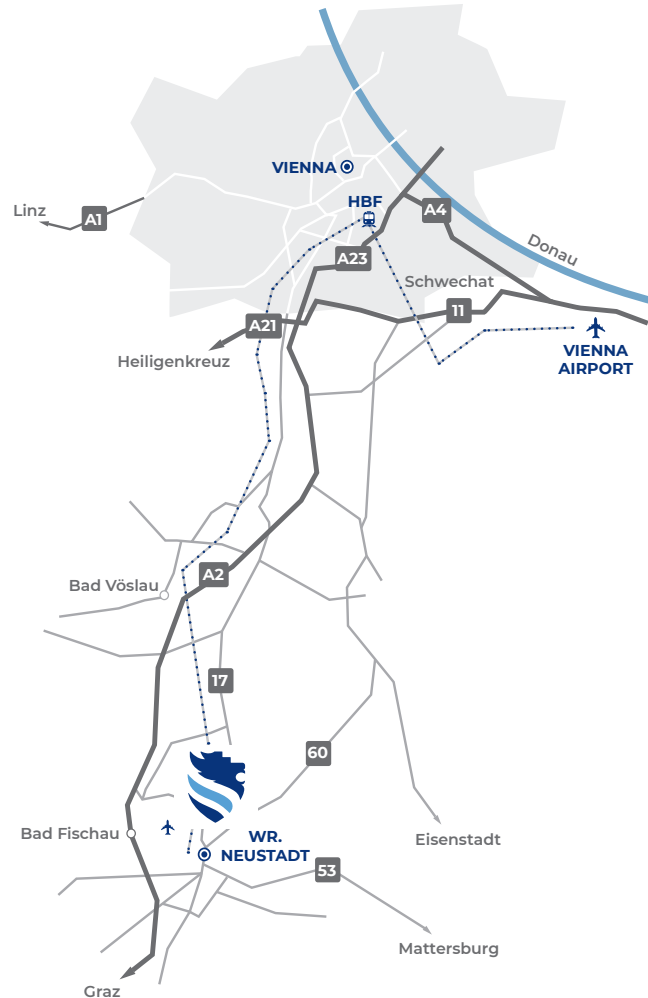 VIENNA
HBF
Linz
A1
A4
Donau
A23
Schwechat
11
A21
Heiligenkreuz
VIENNA
AIRPORT
A2
Bad Vöslau
17
60
Bad Fischau
WR.
NEUSTADT
Eisenstadt
53
Mattersburg
Graz